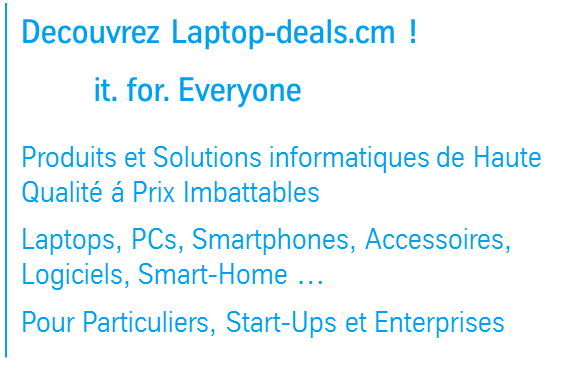 Decouvrez Laptop-deals.cm !
it. for. Everyone
Produits et Solutions informatiques de Haute
Qualité á Prix Imbattables
Laptops, PCs, Smartphones, Accessoires,
Logiciels, Smart-Home ...
Pour Particuliers, Start-Ups et Enterprises